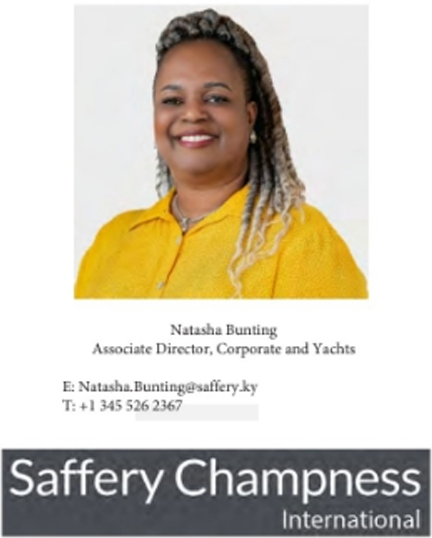 Natasha Bunting
Associate Director, Corporate and Yachts
E: Natasha.Bunting@saffery.ky
T: +1 345 526 2367
Saffery Champness
International